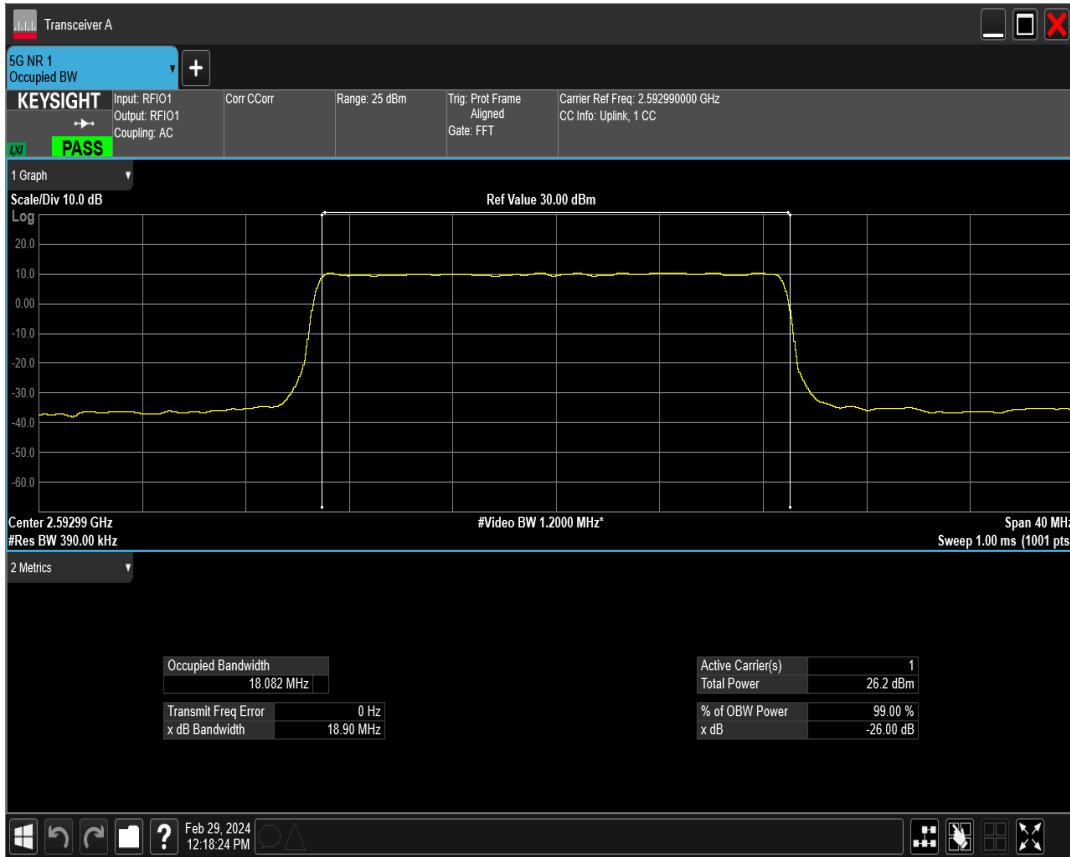 Transceiver A
5G NR 1
Occupied BW
KEYSIGHT
LXI
PASS
Input: RFIO1
Output: RFIO1
Coupling: AC
Corr CCorr
Range: 25 dBm
Trig: Prot Frame
Aligned
Gate: FFT
Carrier Ref Freq: 2.592990000 GHz
CC Info: Uplink, 1 CC
1 Graph
Scale/Div 10.0 dB
Ref Value 30.00 dBm
Log
20.0
10.0
0.00
-10.0
-20.0
-30.0
-40.0
-50.0
-60.0
Center 2.59299 GHz
#Video BW 1.2000 MHz*
Span 40 MHz
#Res BW 390.00 kHz
Sweep 1.00 ms (1001 pts
2 Metrics
Occupied Bandwidth
18.082 MHz
Transmit Freq Error 0 Hz
x dB Bandwidth 18.90 MHz
Active Carrier(s) 1
Total Power 26.2 dBm
% of OBW Power 99.00 %
x dB -26.00 dB
?
Feb 29, 2024
12:18:24 PM